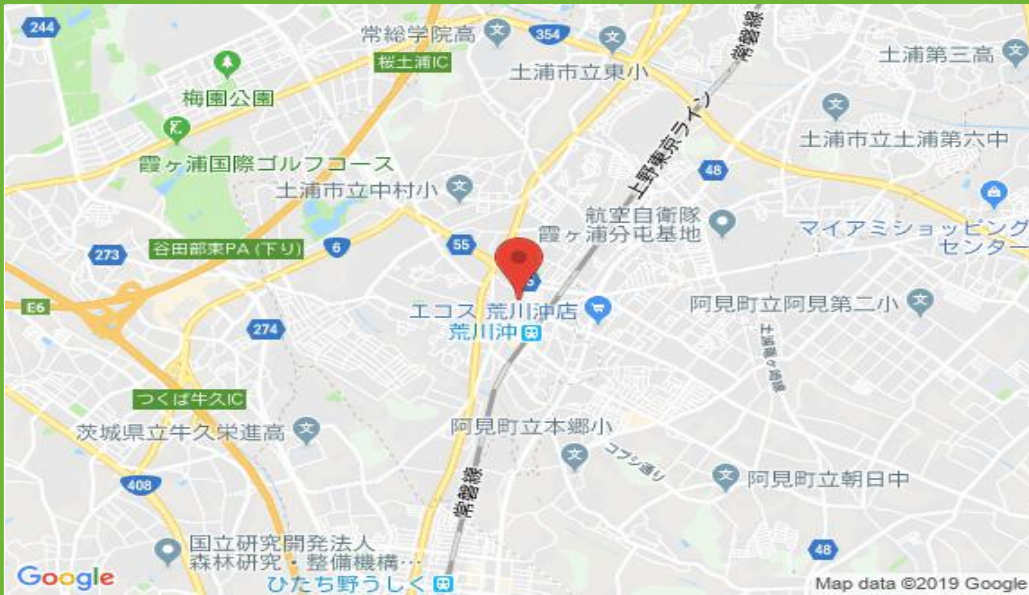 244
常総学院高
354
常磐線
土浦第三高
桜土浦IC
土浦市立東小
梅園公園
上野東京ライン
土浦市立土浦第六中
霞ヶ浦国際ゴルフコース
48
土浦市立中村小
航空自衛隊
霞ヶ浦分屯基地
マイアミショッピング
センター
273
谷田部東PA (下り)
6
55
E6
エコス 荒川沖店
阿見町立阿見第二小
荒川沖
274
土浦竜ヶ崎線
つくば牛久IC
茨城県立牛久栄進高
阿見町立本郷小
コブシ通り
408
常磐線
阿見町立朝日中
国立研究開発法人
森林研究・整備機構…
48
ひたち野うしく
Google
Map data ©2019 Google